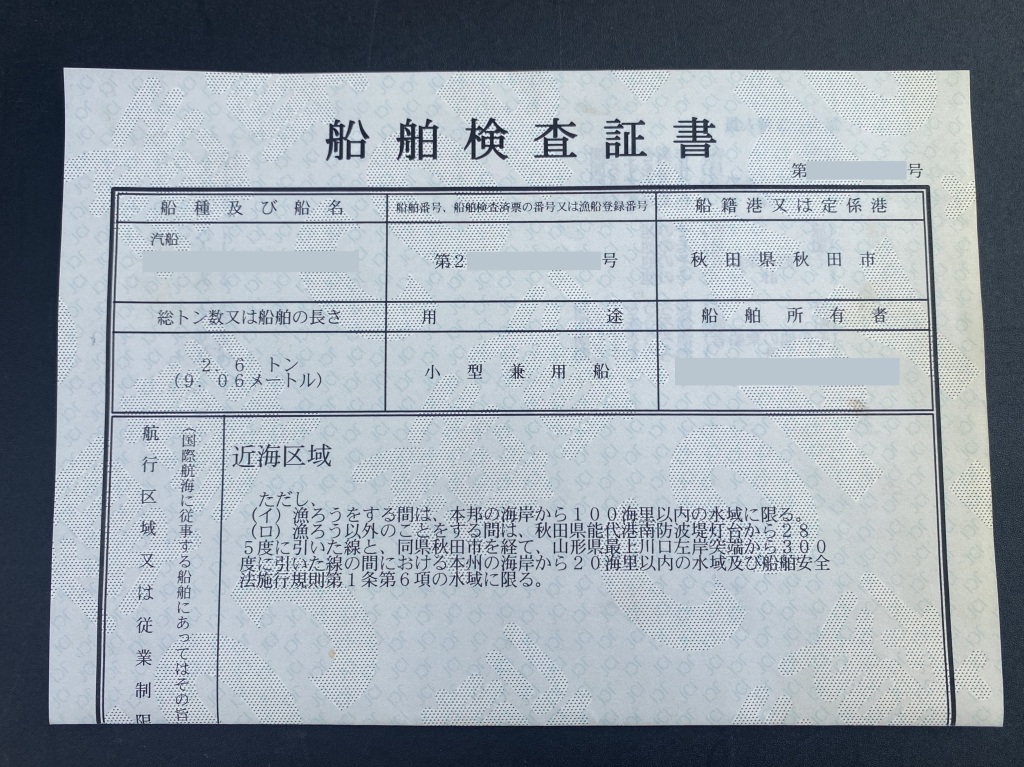 船舶検査証書
第 号
船種及び船名
船舶番号、船舶検査済票の番号又は漁船登録番号
船籍港又は定係港
汽船
第２ 号
秋田県秋田市
総トン数又は船舶の長さ
用途
船舶所有者
２．６ トン
（９．０６メートル）
小型兼用船
航行区域又は従業制限
（国際航海に従事する船舶にあってはその旨
近海区域
ただし、
（イ）漁ろうをする間は、本邦の海岸から１００海里以内の水域に限る。
（ロ）漁ろう以外のことをする間は、秋田県能代港南防波堤灯台から２８
５度に引いた線と、同県秋田市を経て、山形県最上川口左岸突端から３００
度に引いた線の間における本州の海岸から２０海里以内の水域及び船舶安全
法施行規則第１条第６項の水域に限る。